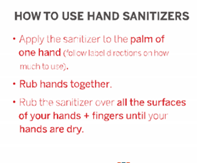 HOW TO USE HAND SANITIZERS
• Apply the sanitizer to the palm of
one hand (follow label directions on how
much to use).
• Rub hands together.
• Rub the sanitizer over all the surfaces
of your hands + fingers until your
hands are dry.